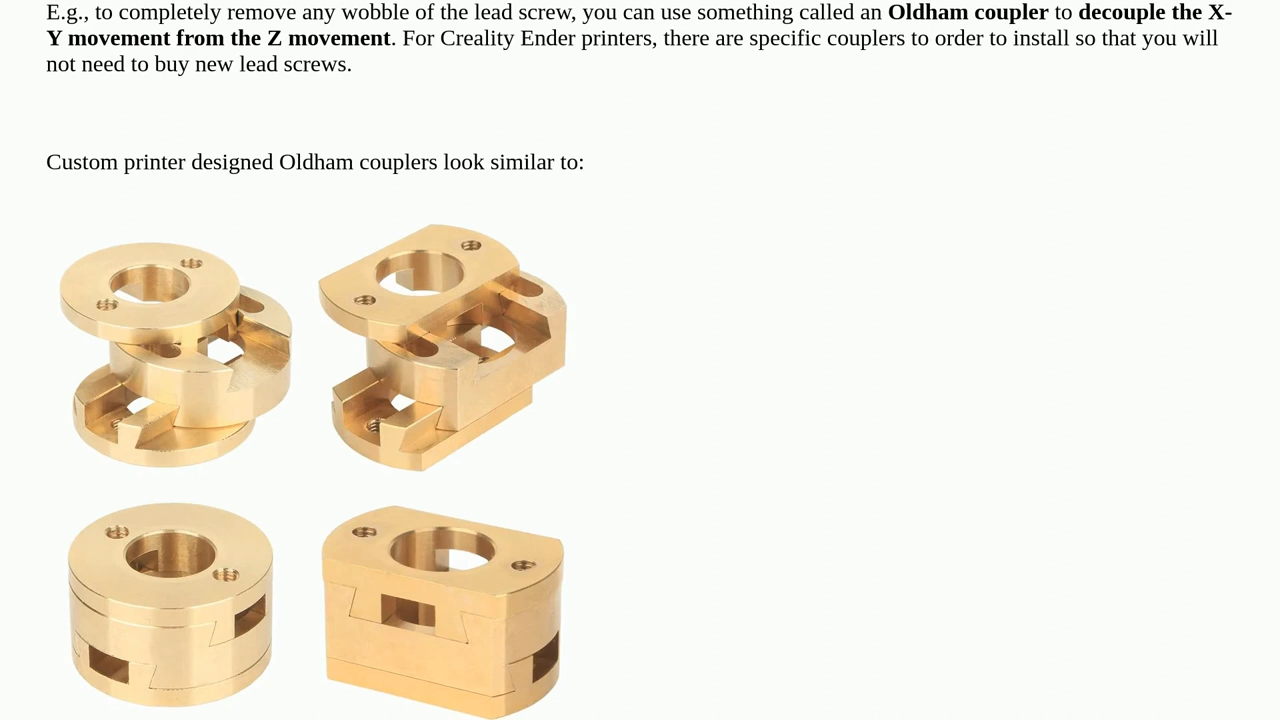 E.g., to completely remove any wobble of the lead screw, you can use something called an Oldham coupler to decouple the X-
Y movement from the Z movement. For Creality Ender printers, there are specific couplers to order to install so that you will
not need to buy new lead screws.
Custom printer designed Oldham couplers look similar to: